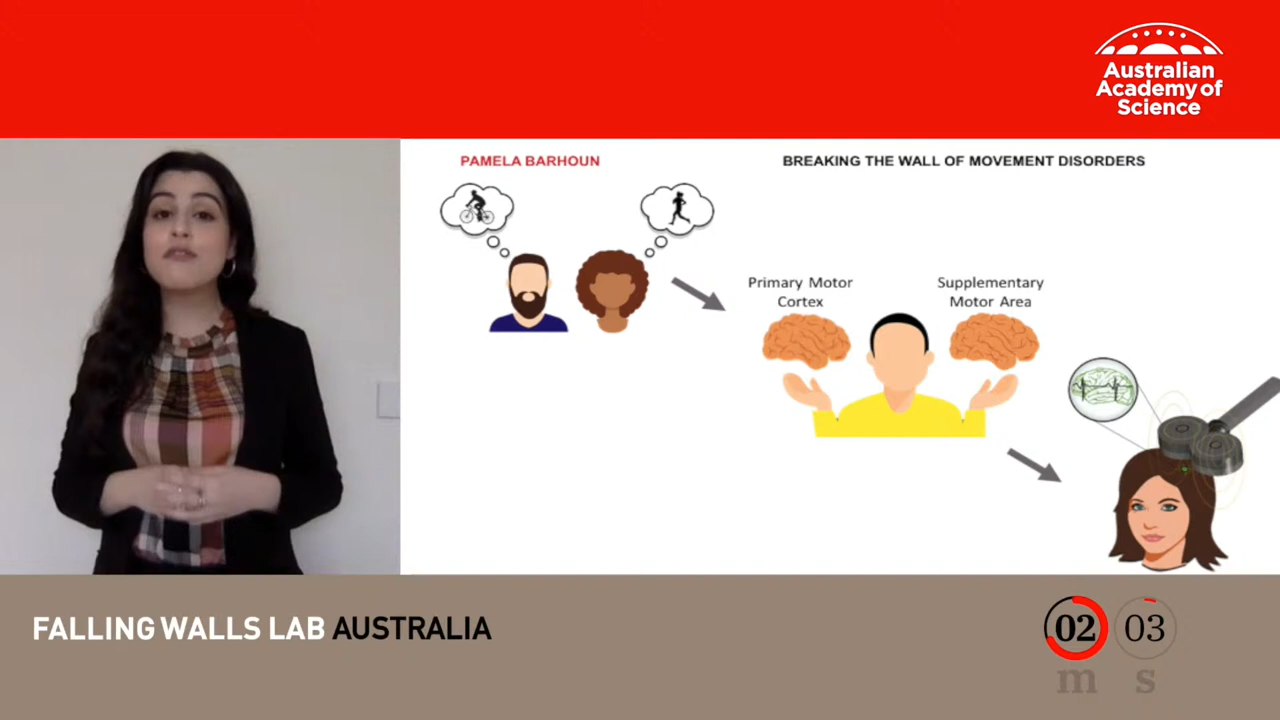 Australian
Academy of
Science
PAMELA BARHOUN
BREAKING THE WALL OF MOVEMENT DISORDERS
Primary Motor
Cortex
Supplementary
Motor Area
FALLING WALLS LAB AUSTRALIA
02 03
m s